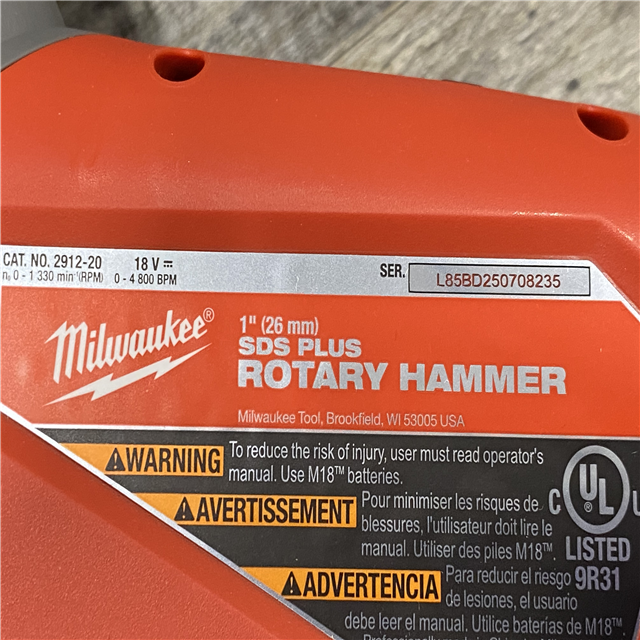 CAT. NO. 2912-20 18 V ⎓
n₀ 0 - 1 330 min⁻¹(RPM) 0 - 4 800 BPM
SER. L85BD250708235
Milwaukee®
1" (26 mm)
SDS PLUS
ROTARY HAMMER
Milwaukee Tool, Brookfield, WI 53005 USA
⚠WARNING To reduce the risk of injury, user must read operator's
manual. Use M18™ batteries.
⚠AVERTISSEMENT Pour minimiser les risques de
blessures, l'utilisateur doit lire le
manual. Utiliser des piles M18™.
⚠ADVERTENCIA Para reducir el riesgo
de lesiones, el usuario
debe leer el manual. Utilice baterías de M18™.
C UL
LISTED
9R31